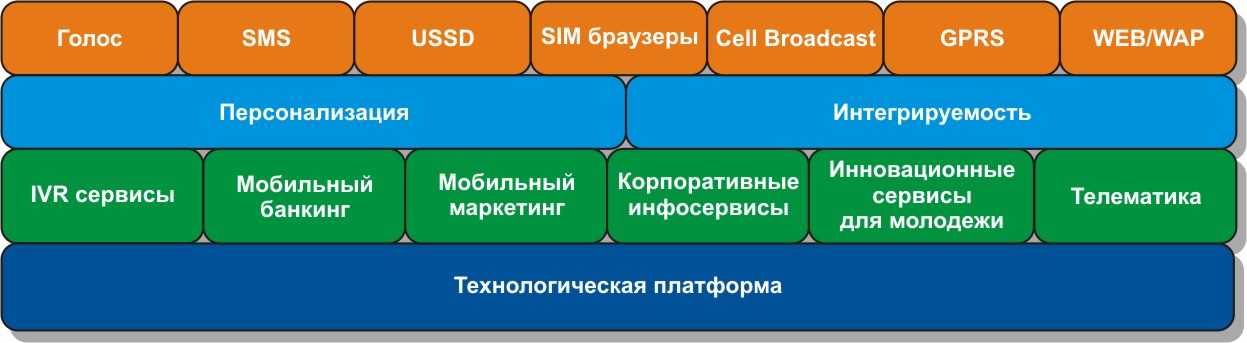 Голос
SMS
USSD
SIM браузеры
Cell Broadcast
GPRS
WEB/WAP
Персонализация
Интегрируемость
IVR сервисы
Мобильный
банкинг
Мобильный
маркетинг
Корпоративные
инфосервисы
Инновационные
сервисы
для молодежи
Телематика
Технологическая платформа